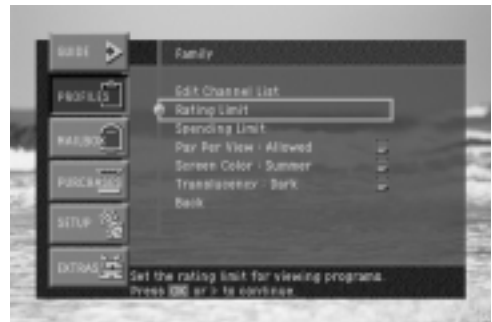 GUIDE
Family
PROFILES
Edit Channel List
Rating Limit
Spending Limit
Pay Per View : Allowed
Screen Color : Summer
Translucency : Dark
Back
MAILBOX
PURCHASES
SETUP
EXTRAS
Set the rating limit for viewing programs.
Press OK or > to continue.